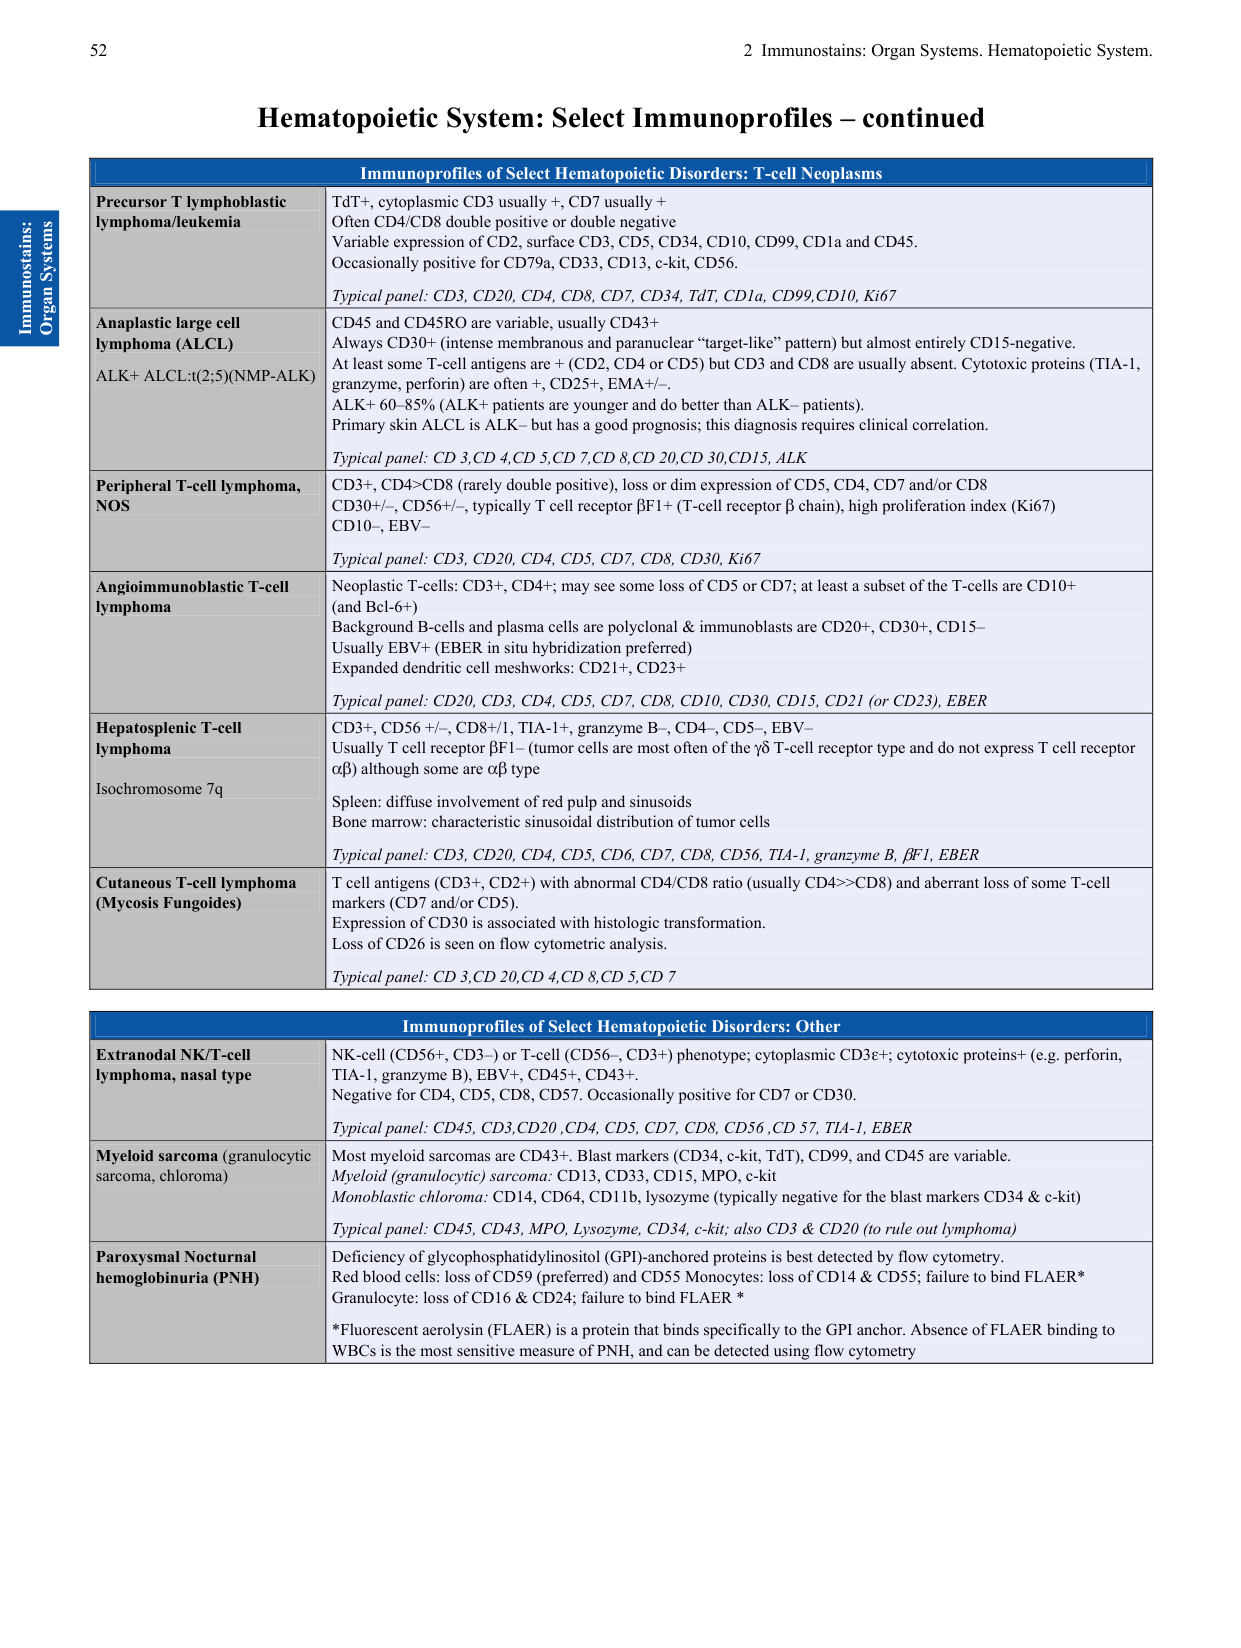 52
2 Immunostains: Organ Systems. Hematopoietic System.
Hematopoietic System: Select Immunoprofiles – continued
Immunostains:
Organ Systems
Immunoprofiles of Select Hematopoietic Disorders: T-cell Neoplasms
Precursor T lymphoblastic
lymphoma/leukemia
TdT+, cytoplasmic CD3 usually +, CD7 usually +
Often CD4/CD8 double positive or double negative
Variable expression of CD2, surface CD3, CD5, CD34, CD10, CD99, CD1a and CD45.
Occasionally positive for CD79a, CD33, CD13, c-kit, CD56.
Typical panel: CD3, CD20, CD4, CD8, CD7, CD34, TdT, CD1a, CD99,CD10, Ki67
Anaplastic large cell
lymphoma (ALCL)
ALK+ ALCL:t(2;5)(NMP-ALK)
CD45 and CD45RO are variable, usually CD43+
Always CD30+ (intense membranous and paranuclear “target-like” pattern) but almost entirely CD15-negative.
At least some T-cell antigens are + (CD2, CD4 or CD5) but CD3 and CD8 are usually absent. Cytotoxic proteins (TIA-1,
granzyme, perforin) are often +, CD25+, EMA+/–.
ALK+ 60–85% (ALK+ patients are younger and do better than ALK– patients).
Primary skin ALCL is ALK– but has a good prognosis; this diagnosis requires clinical correlation.
Typical panel: CD 3,CD 4,CD 5,CD 7,CD 8,CD 20,CD 30,CD15, ALK
Peripheral T-cell lymphoma,
NOS
CD3+, CD4>CD8 (rarely double positive), loss or dim expression of CD5, CD4, CD7 and/or CD8
CD30+/–, CD56+/–, typically T cell receptor βF1+ (T-cell receptor β chain), high proliferation index (Ki67)
CD10–, EBV–
Typical panel: CD3, CD20, CD4, CD5, CD7, CD8, CD30, Ki67
Angioimmunoblastic T-cell
lymphoma
Neoplastic T-cells: CD3+, CD4+; may see some loss of CD5 or CD7; at least a subset of the T-cells are CD10+
(and Bcl-6+)
Background B-cells and plasma cells are polyclonal & immunoblasts are CD20+, CD30+, CD15–
Usually EBV+ (EBER in situ hybridization preferred)
Expanded dendritic cell meshworks: CD21+, CD23+
Typical panel: CD20, CD3, CD4, CD5, CD7, CD8, CD10, CD30, CD15, CD21 (or CD23), EBER
Hepatosplenic T-cell
lymphoma
Isochromosome 7q
CD3+, CD56 +/–, CD8+/1, TIA-1+, granzyme B–, CD4–, CD5–, EBV–
Usually T cell receptor βF1– (tumor cells are most often of the γδ T-cell receptor type and do not express T cell receptor
αβ) although some are αβ type
Spleen: diffuse involvement of red pulp and sinusoids
Bone marrow: characteristic sinusoidal distribution of tumor cells
Typical panel: CD3, CD20, CD4, CD5, CD6, CD7, CD8, CD56, TIA-1, granzyme B, βF1, EBER
Cutaneous T-cell lymphoma
(Mycosis Fungoides)
T cell antigens (CD3+, CD2+) with abnormal CD4/CD8 ratio (usually CD4>>CD8) and aberrant loss of some T-cell
markers (CD7 and/or CD5).
Expression of CD30 is associated with histologic transformation.
Loss of CD26 is seen on flow cytometric analysis.
Typical panel: CD 3,CD 20,CD 4,CD 8,CD 5,CD 7
Immunoprofiles of Select Hematopoietic Disorders: Other
Extranodal NK/T-cell
lymphoma, nasal type
NK-cell (CD56+, CD3–) or T-cell (CD56–, CD3+) phenotype; cytoplasmic CD3ε+; cytotoxic proteins+ (e.g. perforin,
TIA-1, granzyme B), EBV+, CD45+, CD43+.
Negative for CD4, CD5, CD8, CD57. Occasionally positive for CD7 or CD30.
Typical panel: CD45, CD3,CD20 ,CD4, CD5, CD7, CD8, CD56 ,CD 57, TIA-1, EBER
Myeloid sarcoma (granulocytic
sarcoma, chloroma)
Most myeloid sarcomas are CD43+. Blast markers (CD34, c-kit, TdT), CD99, and CD45 are variable.
Myeloid (granulocytic) sarcoma: CD13, CD33, CD15, MPO, c-kit
Monoblastic chloroma: CD14, CD64, CD11b, lysozyme (typically negative for the blast markers CD34 & c-kit)
Typical panel: CD45, CD43, MPO, Lysozyme, CD34, c-kit; also CD3 & CD20 (to rule out lymphoma)
Paroxysmal Nocturnal
hemoglobinuria (PNH)
Deficiency of glycophosphatidylinositol (GPI)-anchored proteins is best detected by flow cytometry.
Red blood cells: loss of CD59 (preferred) and CD55 Monocytes: loss of CD14 & CD55; failure to bind FLAER*
Granulocyte: loss of CD16 & CD24; failure to bind FLAER *
*Fluorescent aerolysin (FLAER) is a protein that binds specifically to the GPI anchor. Absence of FLAER binding to
WBCs is the most sensitive measure of PNH, and can be detected using flow cytometry